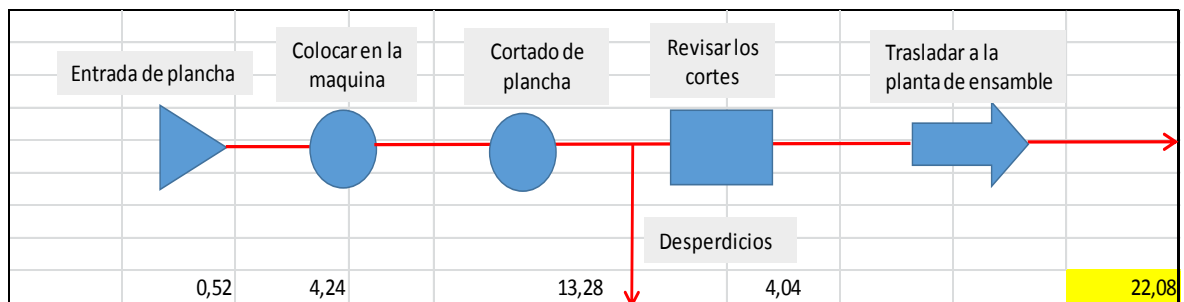 Entrada de plancha
Colocar en la
maquina
Cortado de
plancha
Revisar los
cortes
Trasladar a la
planta de ensamble
Desperdicios
0,52 4,24 13,28 4,04 22,08